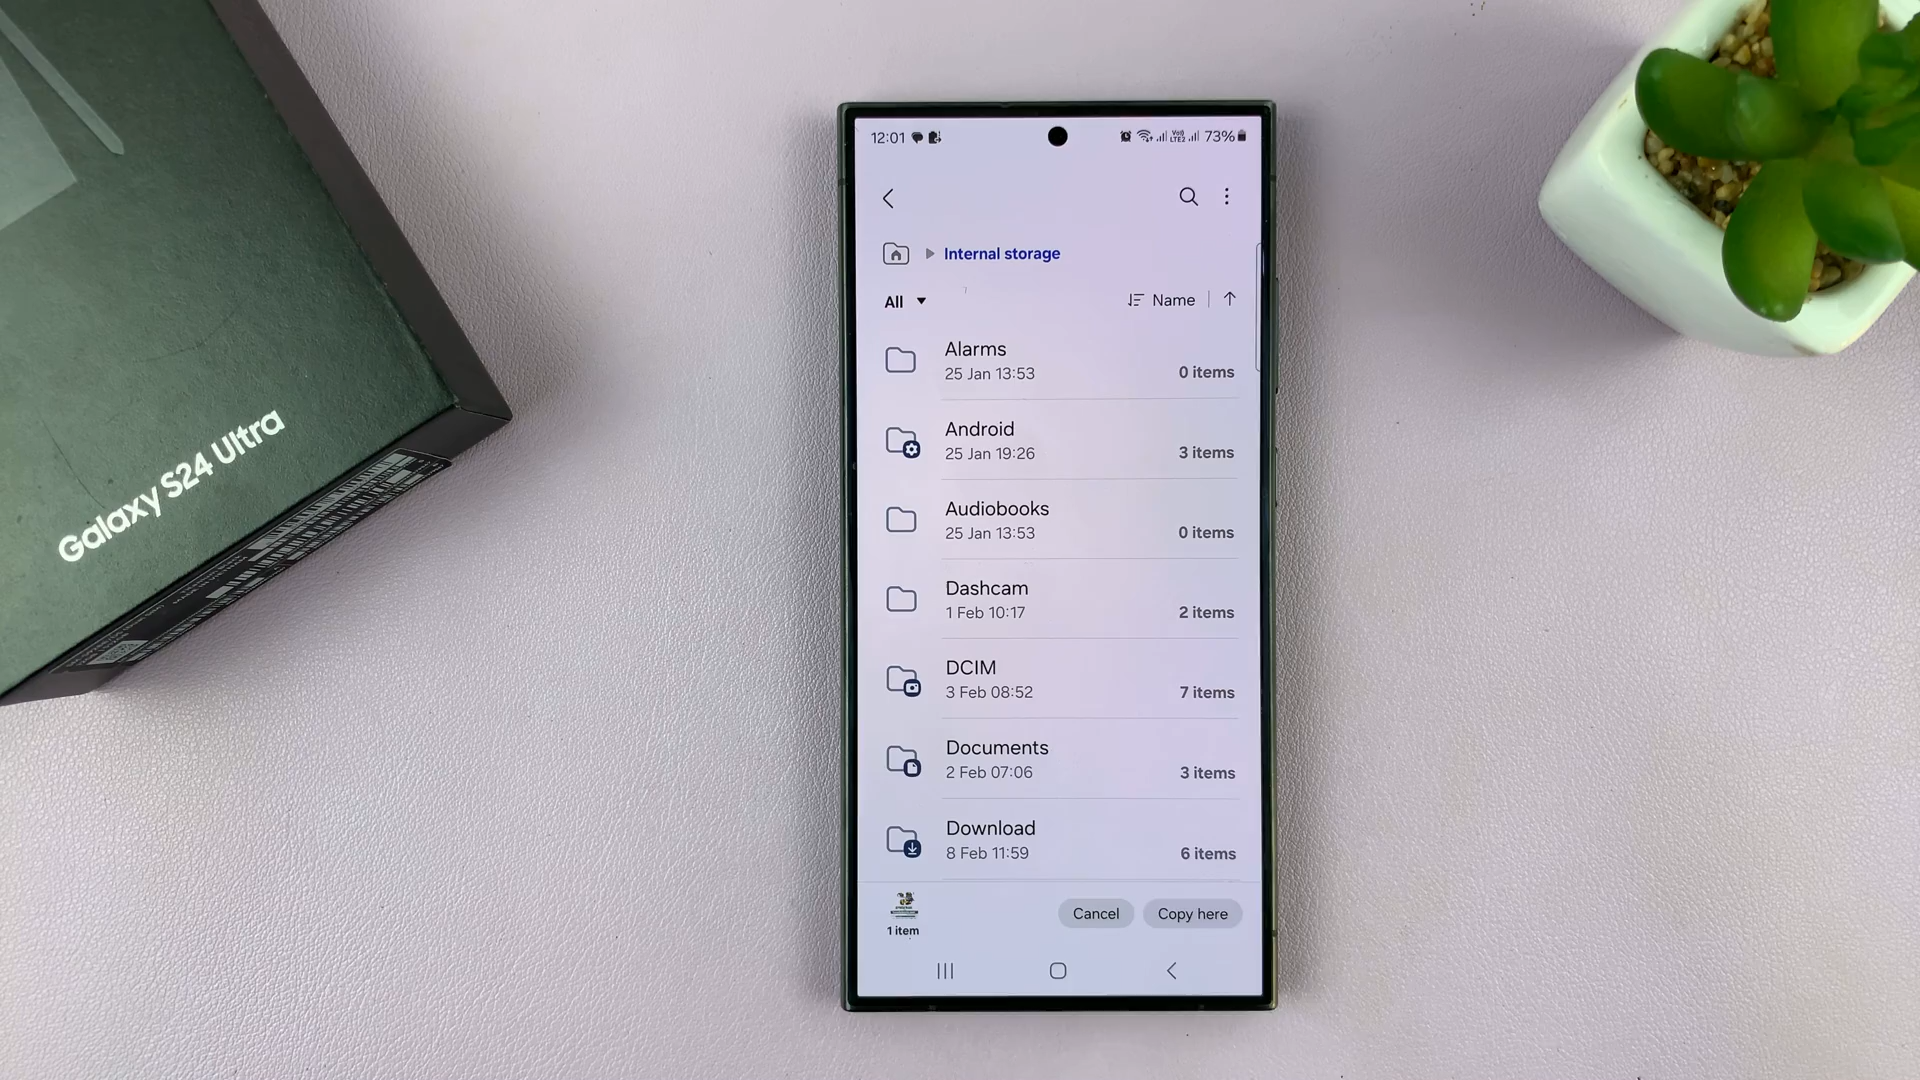 Galaxy S24 Ultra
12:01 73%
Internal storage
All Name
Alarms
25 Jan 13:53 0 items
Android
25 Jan 19:26 3 items
Audiobooks
25 Jan 13:53 0 items
Dashcam
1 Feb 10:17 2 items
DCIM
3 Feb 08:52 7 items
Documents
2 Feb 07:06 3 items
Download
8 Feb 11:59 6 items
1 item Cancel Copy here